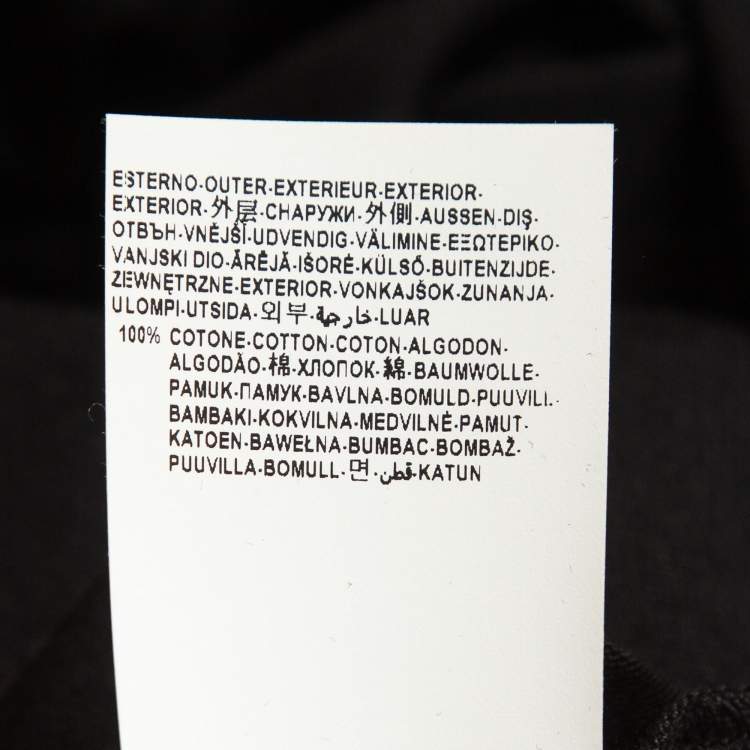 ESTERNO·OUTER·EXTERIEUR·EXTERIOR·
EXTERIOR·外层·СНАРУЖИ·外側·AUSSEN·DIŞ·
ОТВЪН·VNĚJŠÍ·UDVENDIG·VÄLIMINE·ΕΞΩΤΕΡΙΚΟ·
VANJSKI DIO·ĀRĒJĀ·IŠORĖ·KÜLSŐ·BUITENZIJDE·
ZEWNĘTRZNE·EXTERIOR·VONKAJŠOK·ZUNANJA·
ULOMPI·UTSIDA·외부·خارجية·LUAR
100% COTONE·COTTON·COTON·ALGODON·
ALGODÃO·棉·ХЛОПОК·綿·BAUMWOLLE·
PAMUK·ПАМУК·BAVLNA·BOMULD·PUUVILL·
BAMBAKI·KOKVILNA·MEDVILNĖ·PAMUT·
KATOEN·BAWEŁNA·BUMBAC·BOMBAŽ·
PUUVILLA·BOMULL·면·قطن·KATUN